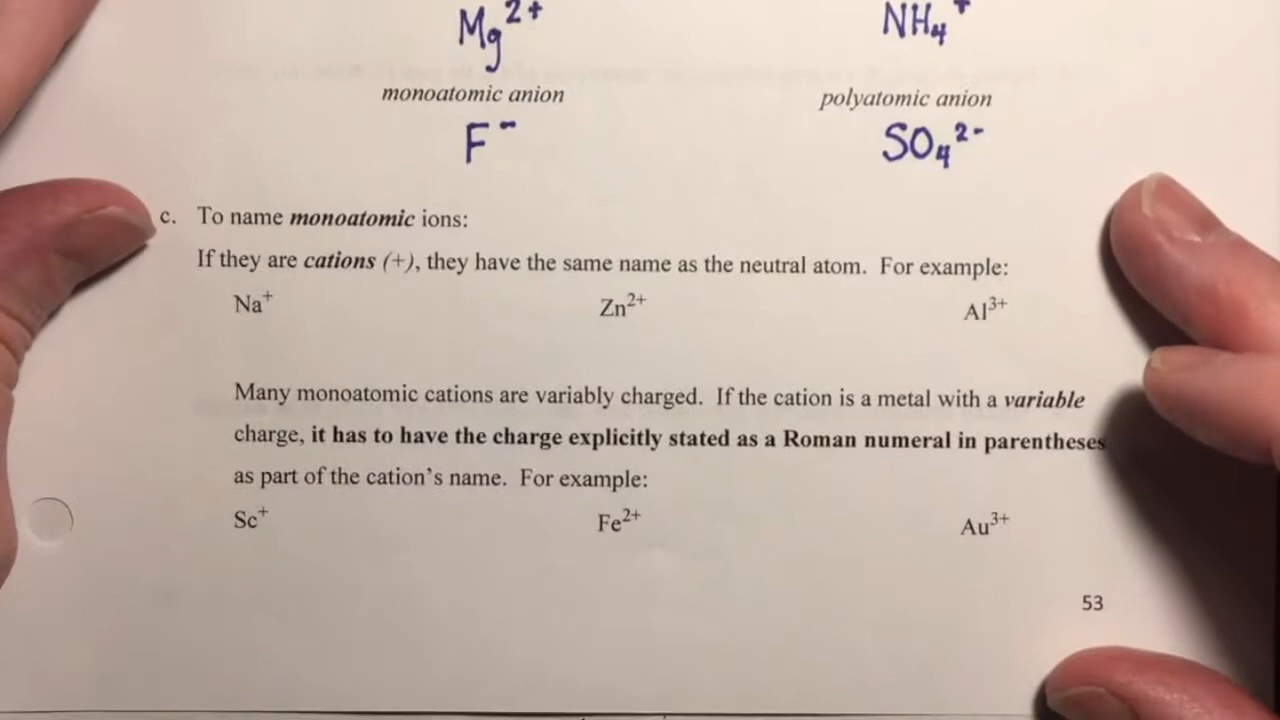 Mg²⁺ NH₄⁺
monoatomic anion polyatomic anion
F⁻ SO₄²⁻
c. To name monoatomic ions:
If they are cations (+), they have the same name as the neutral atom. For example:
Na⁺ Zn²⁺ Al³⁺
Many monoatomic cations are variably charged. If the cation is a metal with a variable
charge, it has to have the charge explicitly stated as a Roman numeral in parentheses
as part of the cation’s name. For example:
Sc⁺ Fe²⁺ Au³⁺
53